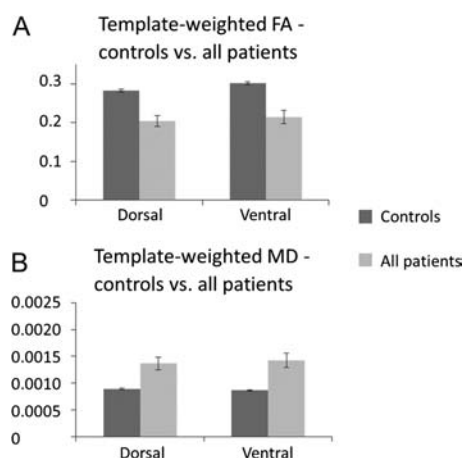 A
Template-weighted FA -
controls vs. all patients
0.3
0.2
0.1
0
Dorsal Ventral
Controls
All patients
B
Template-weighted MD -
controls vs. all patients
0.0025
0.0020
0.0015
0.0010
0.0005
0
Dorsal Ventral